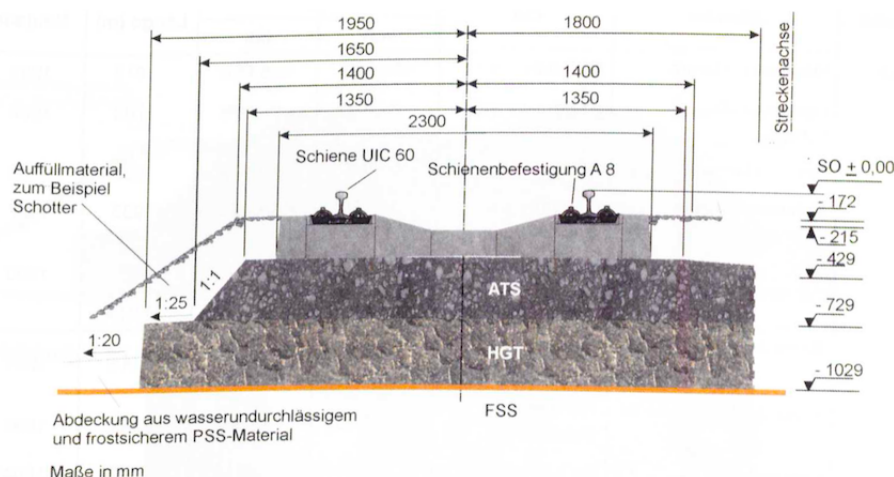 1950
1800
1650
1400
1400
1350
1350
2300
Streckenachse
Schiene UIC 60
Schienenbefestigung A 8
SO ± 0,00
Auffüllmaterial,
zum Beispiel
Schotter
- 172
- 215
- 429
1:1
ATS
1:25
- 729
1:20
HGT
- 1029
FSS
Abdeckung aus wasserundurchlässigem
und frostsicherem PSS-Material
Maße in mm